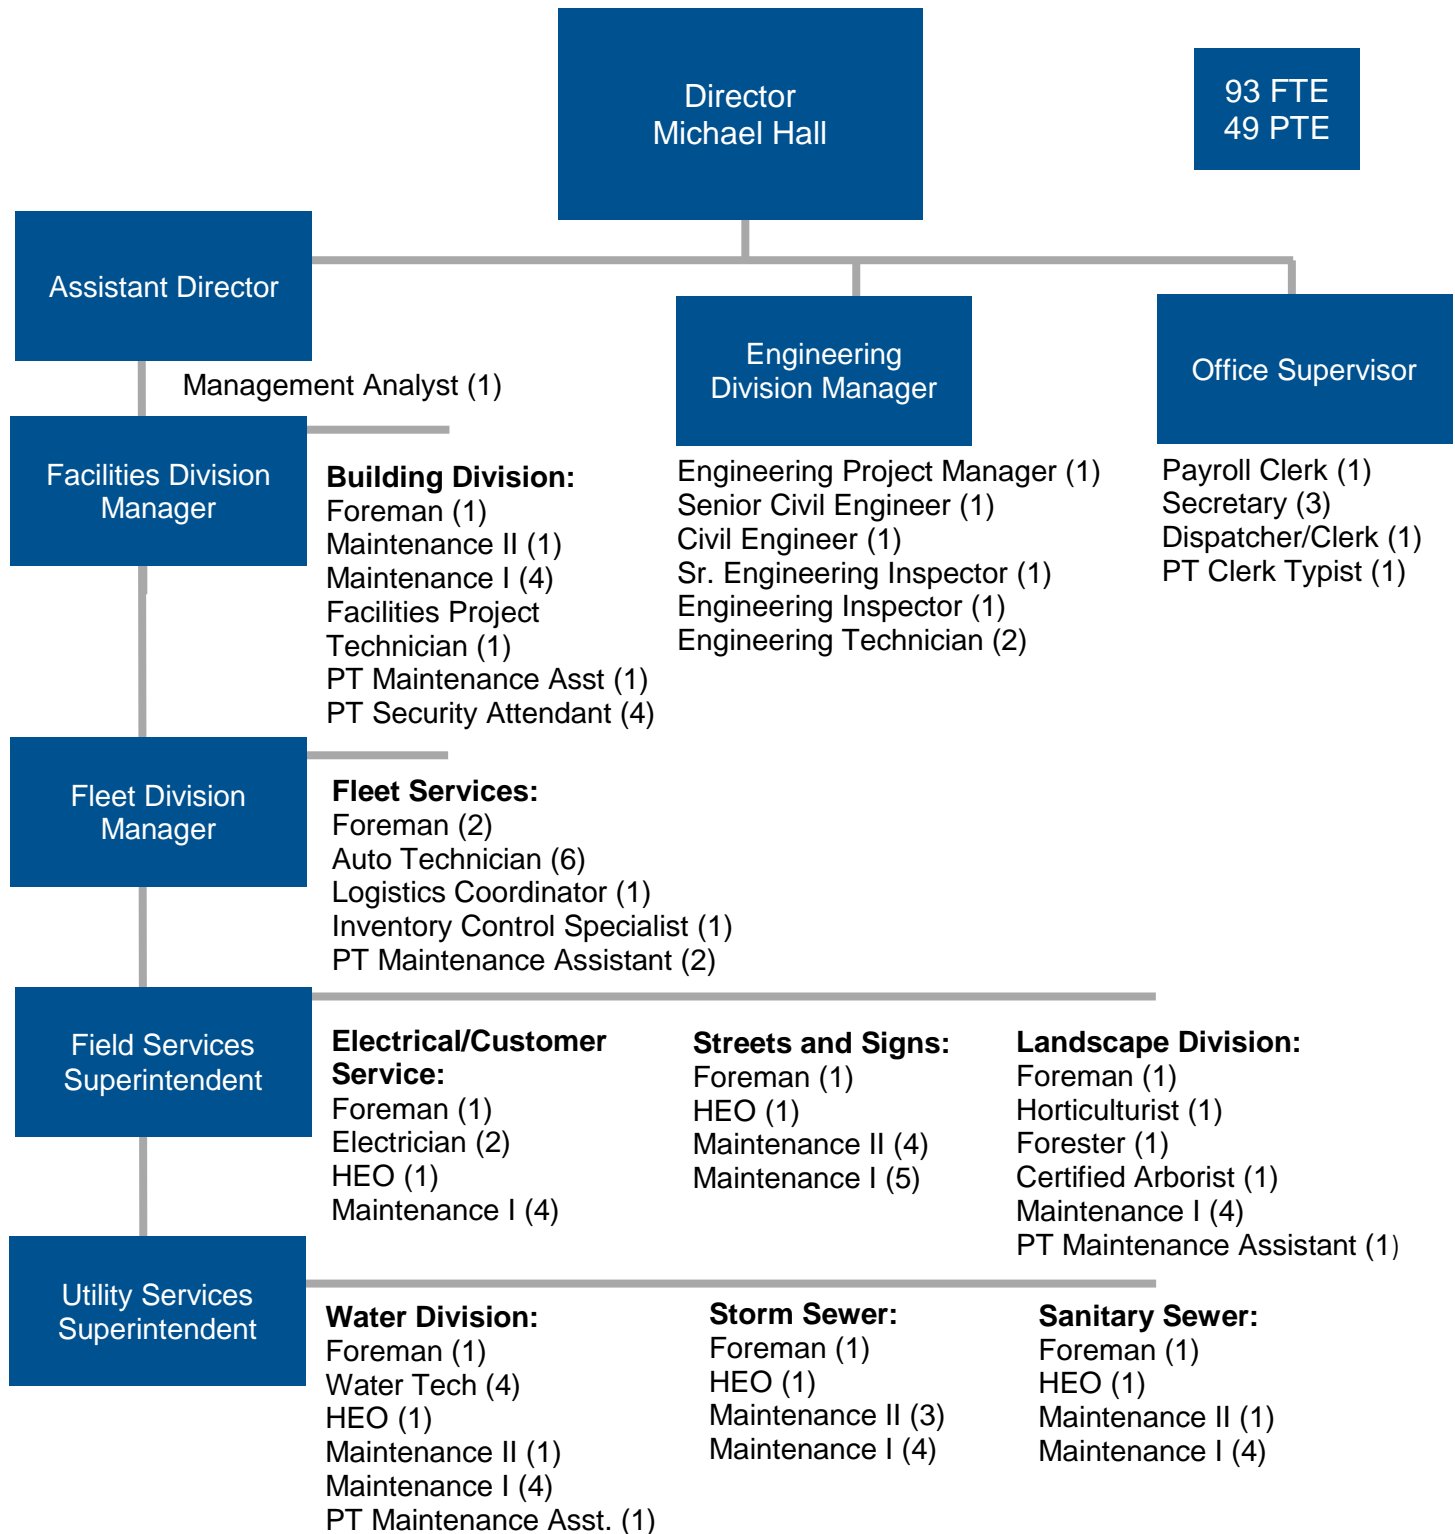 Director
Michael Hall
93 FTE
49 PTE
Assistant Director
Engineering
Division Manager
Office Supervisor
Management Analyst (1)
Facilities Division
Manager
Building Division:
Foreman (1)
Maintenance II (1)
Maintenance I (4)
Facilities Project
Technician (1)
PT Maintenance Asst (1)
PT Security Attendant (4)
Engineering Project Manager (1)
Senior Civil Engineer (1)
Civil Engineer (1)
Sr. Engineering Inspector (1)
Engineering Inspector (1)
Engineering Technician (2)
Payroll Clerk (1)
Secretary (3)
Dispatcher/Clerk (1)
PT Clerk Typist (1)
Fleet Division
Manager
Fleet Services:
Foreman (2)
Auto Technician (6)
Logistics Coordinator (1)
Inventory Control Specialist (1)
PT Maintenance Assistant (2)
Field Services
Superintendent
Electrical/Customer
Service:
Foreman (1)
Electrician (2)
HEO (1)
Maintenance I (4)
Streets and Signs:
Foreman (1)
HEO (1)
Maintenance II (4)
Maintenance I (5)
Landscape Division:
Foreman (1)
Horticulturist (1)
Forester (1)
Certified Arborist (1)
Maintenance I (4)
PT Maintenance Assistant (1)
Utility Services
Superintendent
Water Division:
Foreman (1)
Water Tech (4)
HEO (1)
Maintenance II (1)
Maintenance I (4)
PT Maintenance Asst. (1)
Storm Sewer:
Foreman (1)
HEO (1)
Maintenance II (3)
Maintenance I (4)
Sanitary Sewer:
Foreman (1)
HEO (1)
Maintenance II (1)
Maintenance I (4)